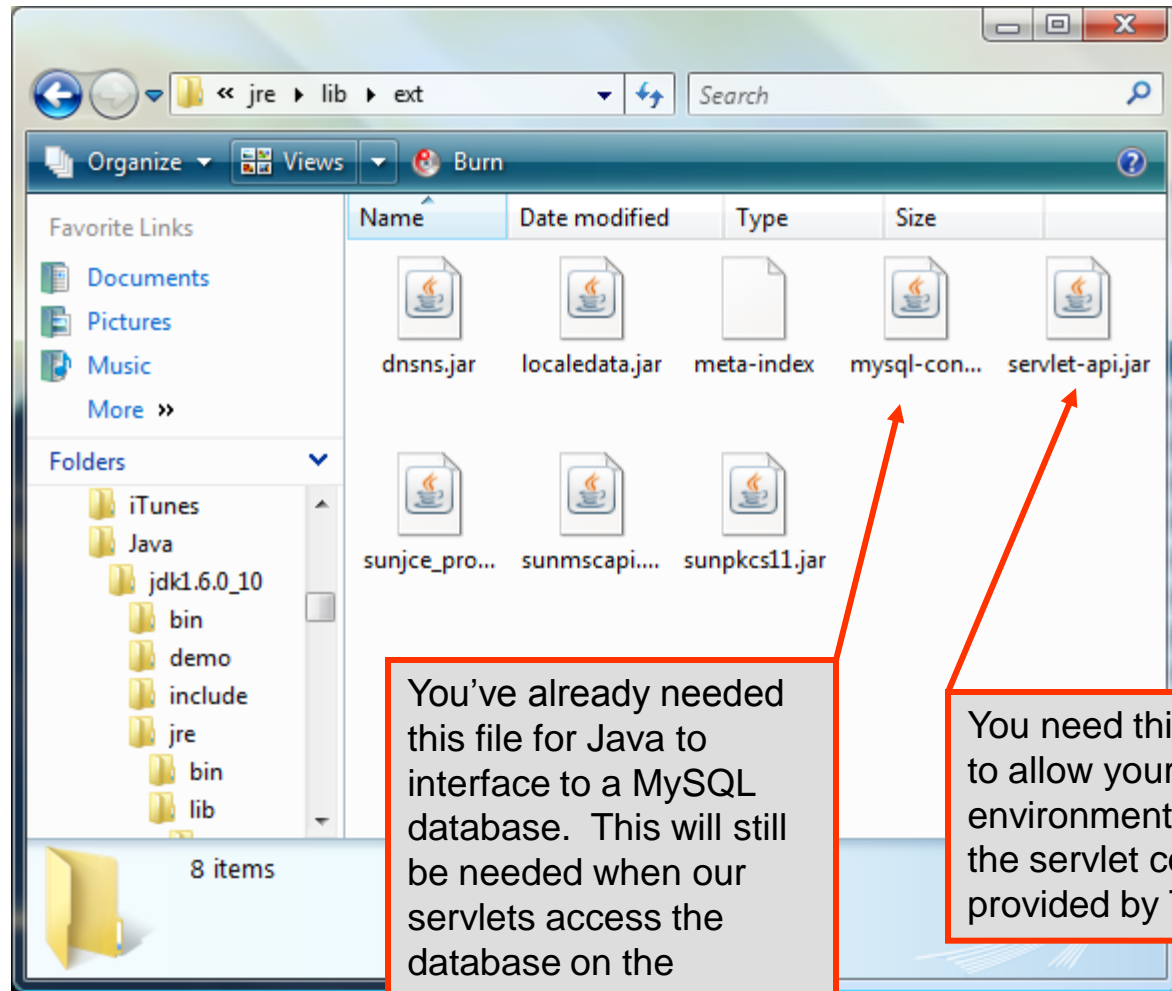 « jre ▸ lib ▸ ext
Search
Organize Views Burn
Favorite Links
Documents
Pictures
Music
More »
Folders
iTunes
Java
jdk1.6.0_10
bin
demo
include
jre
bin
lib
Name Date modified Type Size
dnsns.jar localedata.jar meta-index mysql-con... servlet-api.jar
sunjce_pro... sunmscapi.... sunpkcs11.jar
8 items
You’ve already needed
this file for Java to
interface to a MySQL
database.  This will still
be needed when our
servlets access the
database on the
You need
to allow your
environment
the servlet
provided by